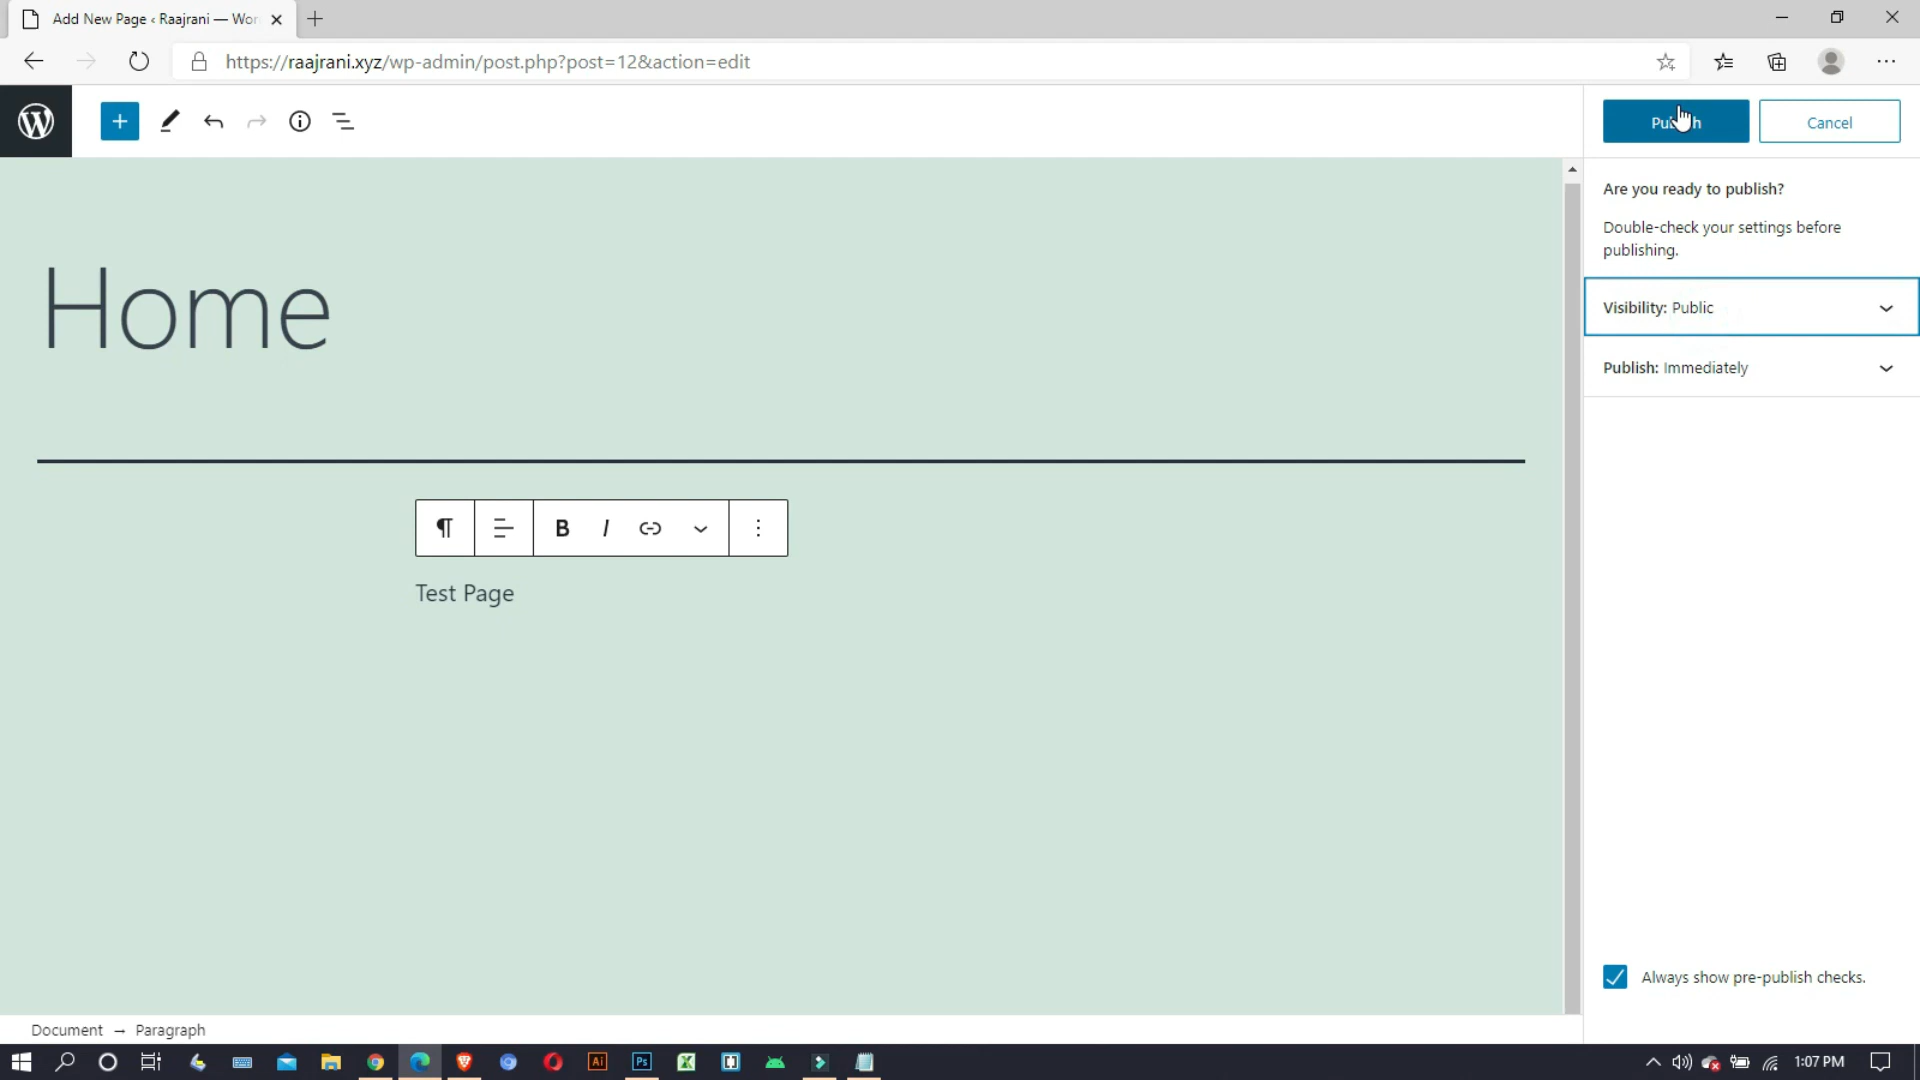 Add New Page ‹ Raajrani — Wor
https://raajrani.xyz/wp-admin/post.php?post=12&action=edit
Cancel
Are you ready to publish?
Double-check your settings before
publishing.
Visibility: Public
Publish: Immediately
Home
B I
Test Page
Always show pre-publish checks.
Document → Paragraph
Ai
Ps
1:07 PM